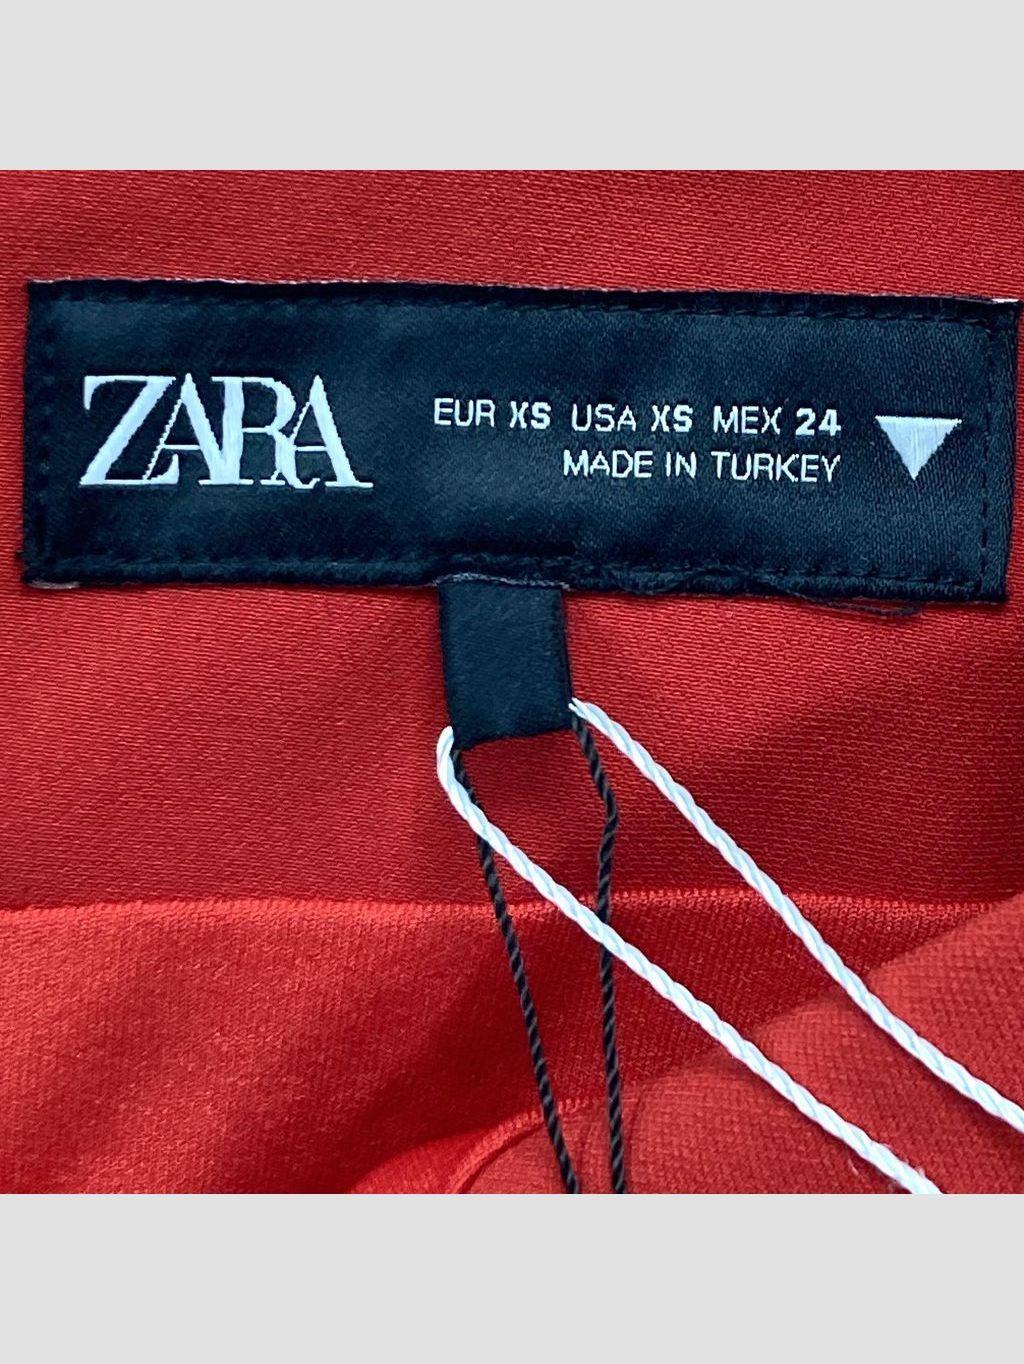 ZARA
EUR XS USA XS MEX 24
MADE IN TURKEY